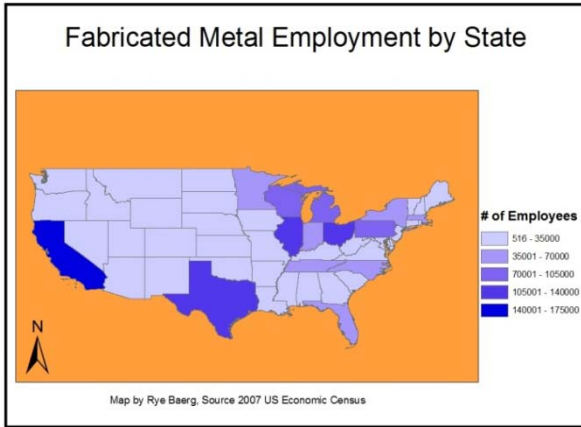 Fabricated Metal Employment by State
# of Employees
516 - 35000
35001 - 70000
70001 - 105000
105001 - 140000
140001 - 175000
N
Map by Rye Baerg, Source 2007 US Economic Census